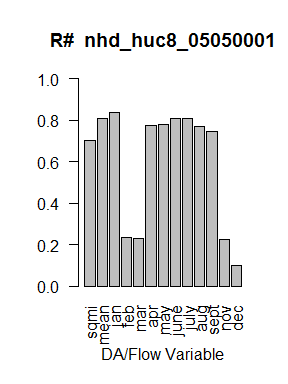 R#  nhd_huc8_05050001
1.0
0.8
0.6
0.4
0.2
0.0
sqmi
mean
jan
feb
mar
apr
may
june
july
aug
sept
nov
dec
DA/Flow Variable